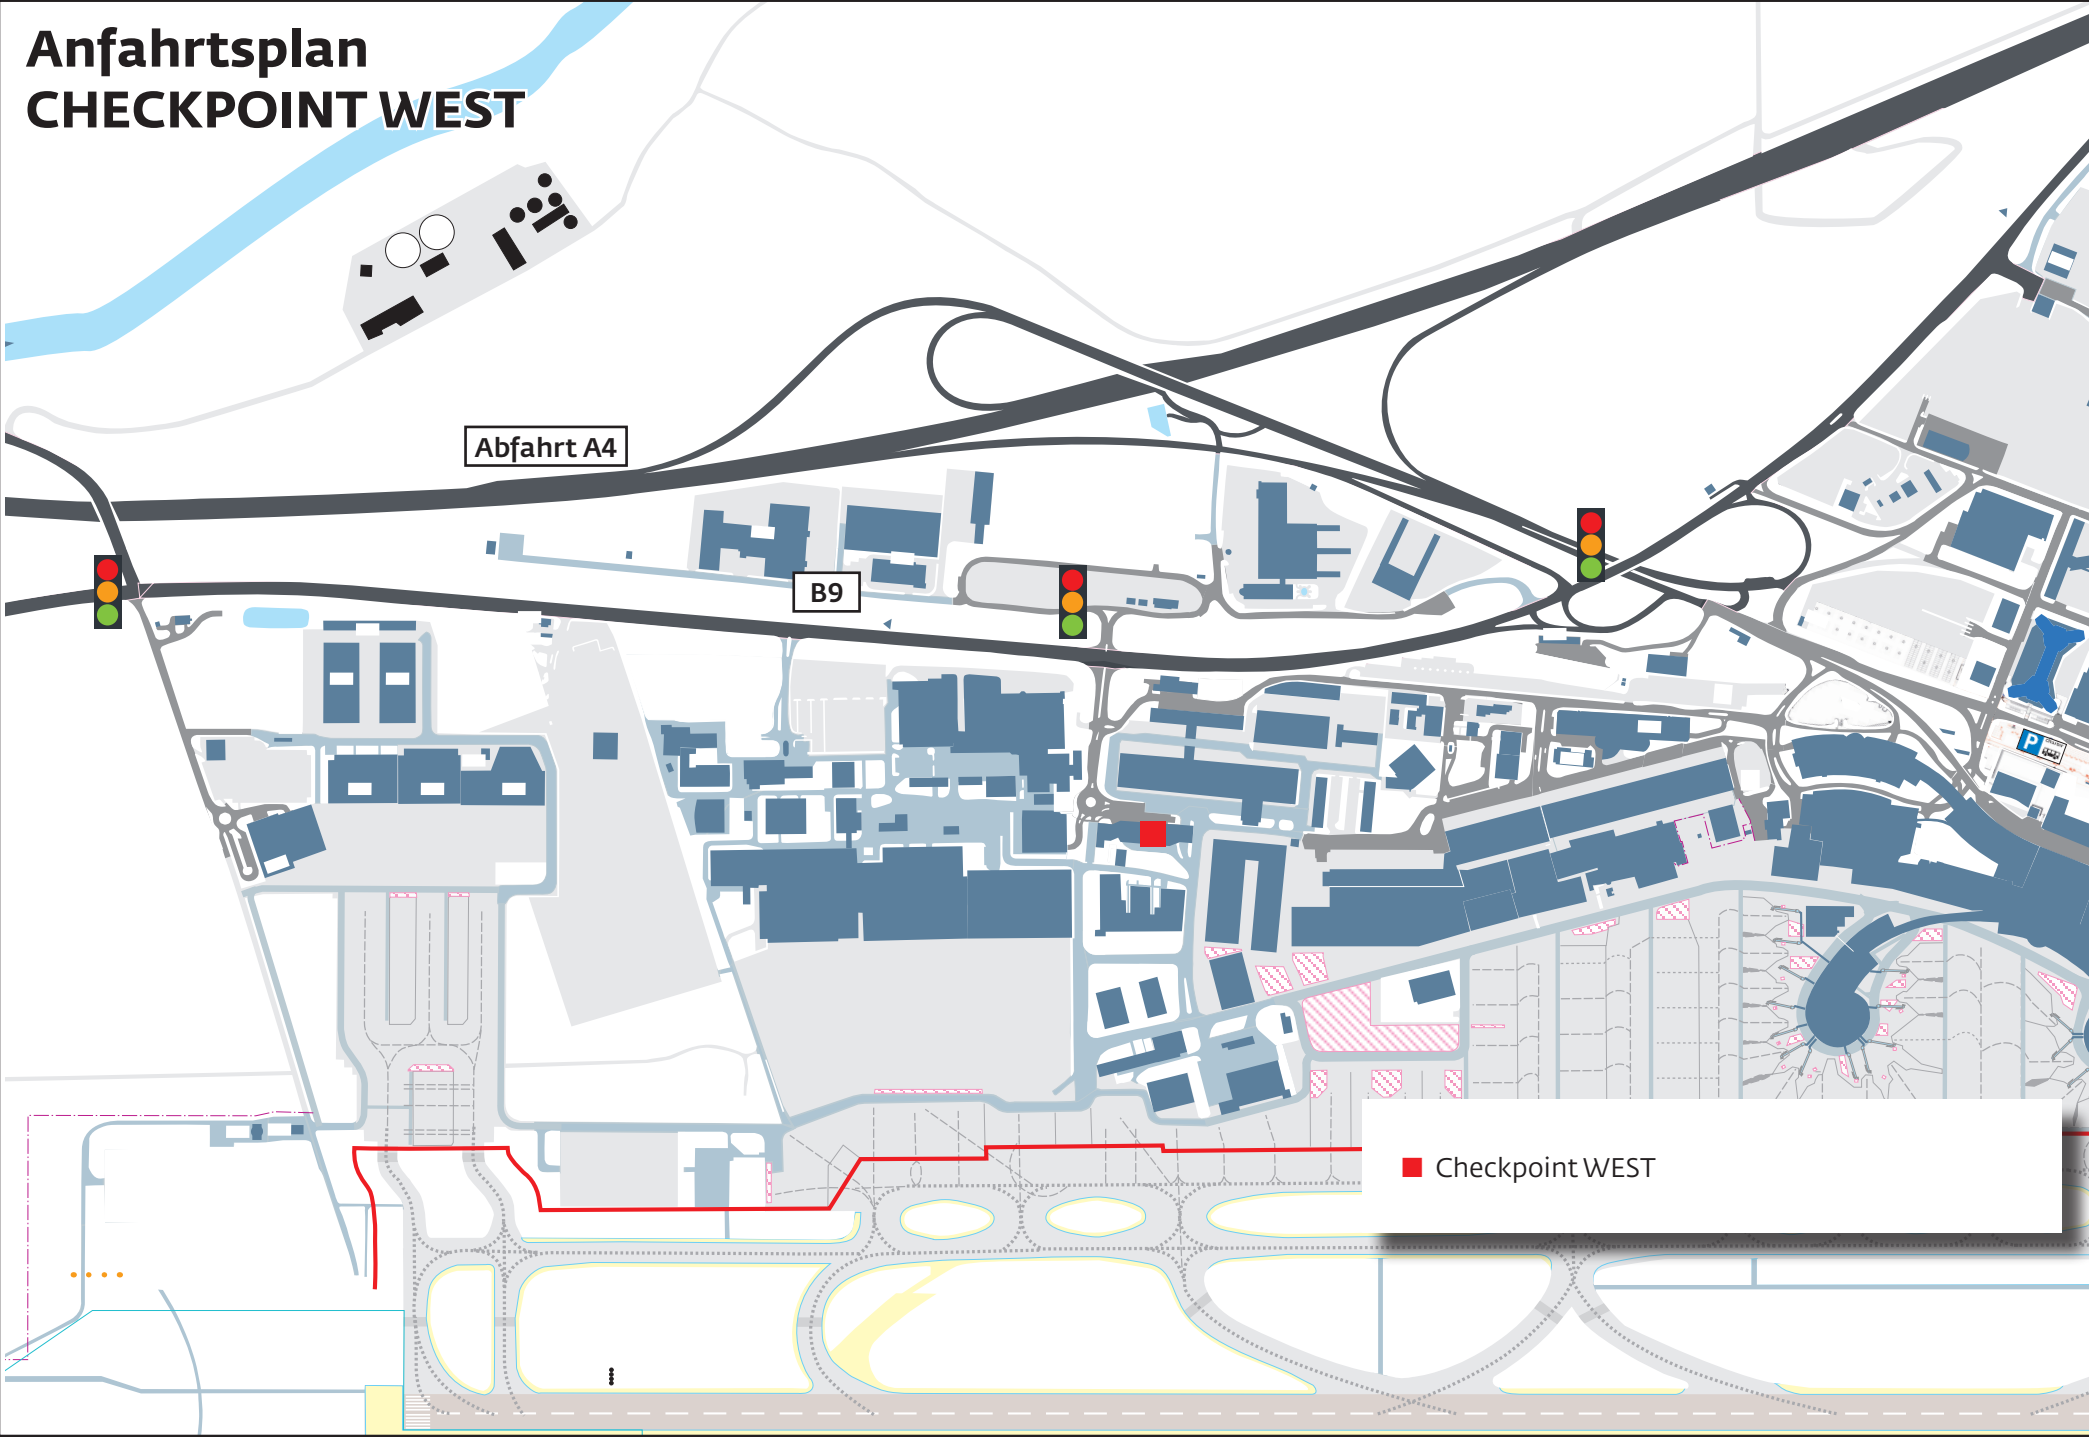 Anfahrtsplan
CHECKPOINT WEST
Abfahrt A4
B9
P
Checkpoint WEST